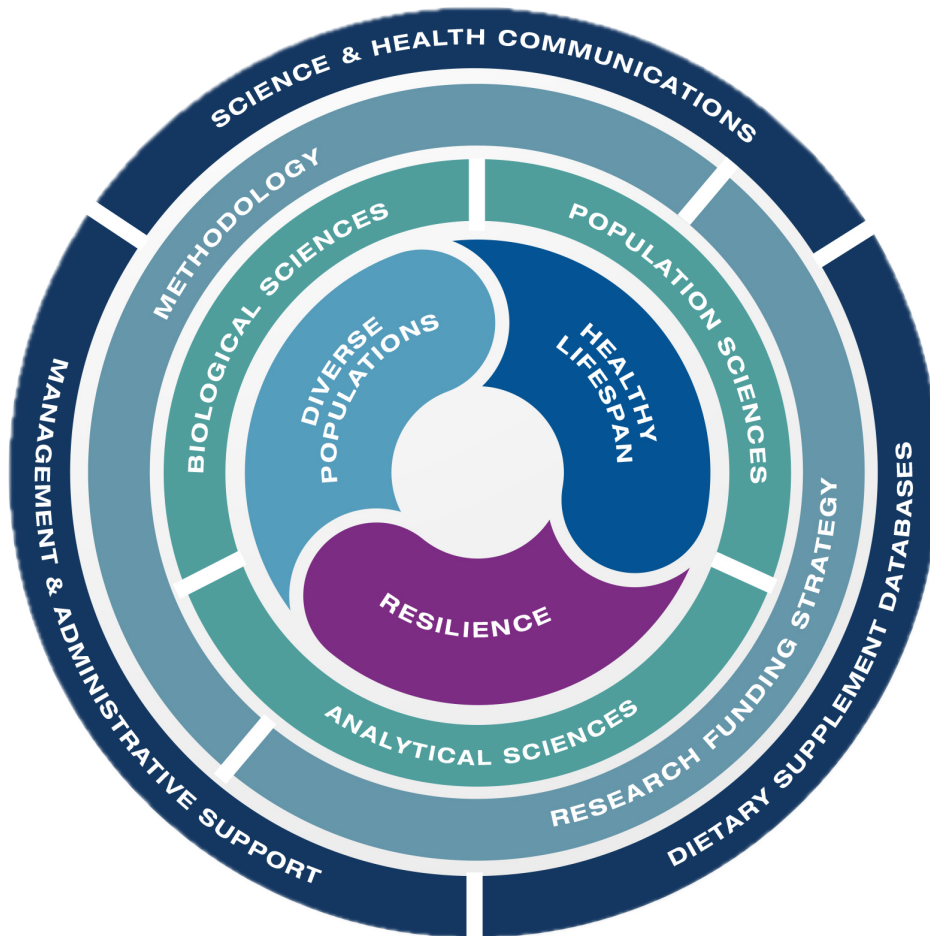 SCIENCE & HEALTH COMMUNICATIONS
METHODOLOGY
BIOLOGICAL SCIENCES
POPULATION SCIENCES
DIVERSE
POPULATIONS
HEALTHY
LIFESPAN
RESILIENCE
ANALYTICAL SCIENCES
RESEARCH FUNDING STRATEGY
MANAGEMENT & ADMINISTRATIVE SUPPORT
DIETARY SUPPLEMENT DATABASES